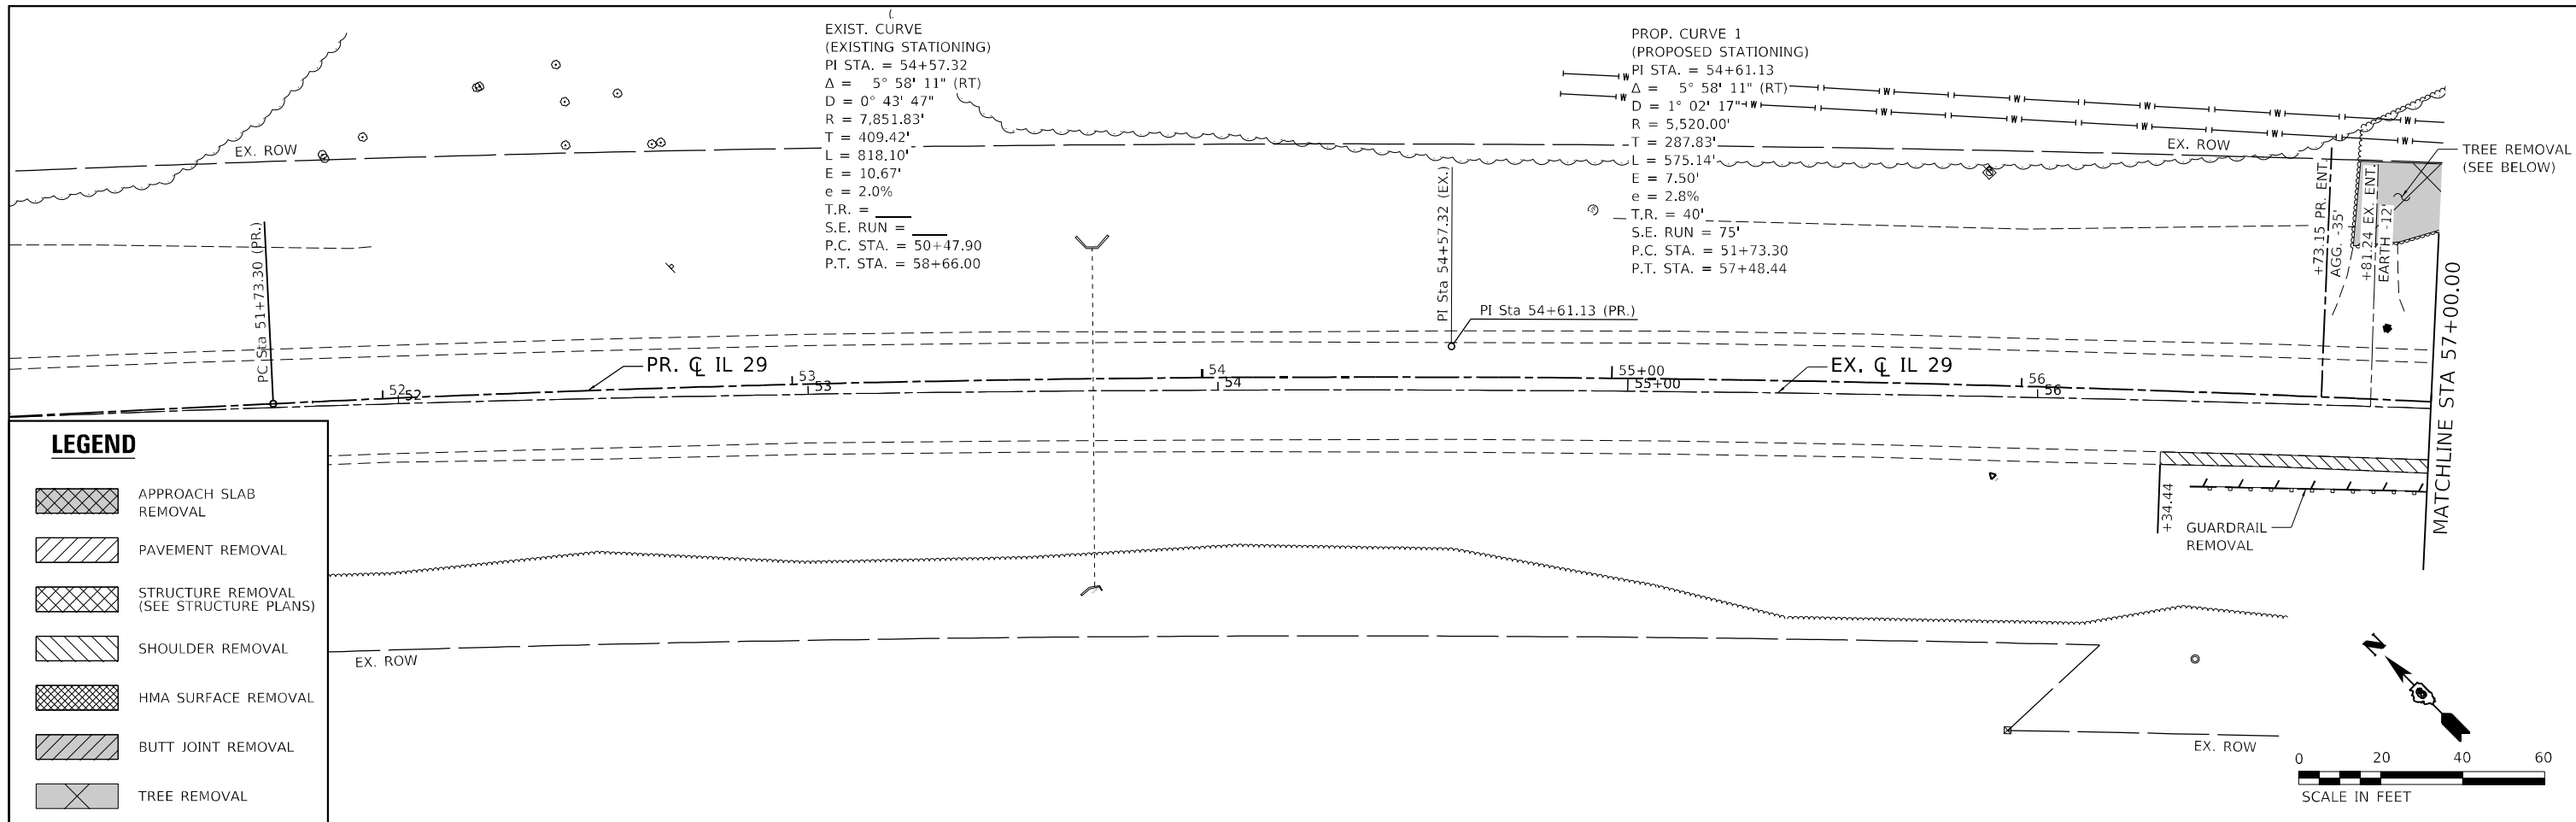 EXIST. CURVE
(EXISTING STATIONING)
PI STA. = 54+57.32
Δ = 5° 58' 11" (RT)
D = 0° 43' 47"
R = 7,851.83'
T = 409.42'
L = 818.10'
E = 10.67'
e = 2.0%
T.R. = ____
S.E. RUN = ____
P.C. STA. = 50+47.90
P.T. STA. = 58+66.00
PROP. CURVE 1
(PROPOSED STATIONING)
PI STA. = 54+61.13
Δ = 5° 58' 11" (RT)
D = 1° 02' 17"
R = 5,520.00'
T = 287.83'
L = 575.14'
E = 7.50'
e = 2.8%
T.R. = 40'
S.E. RUN = 75'
P.C. STA. = 51+73.30
P.T. STA. = 57+48.44
W W W W W W
W W W W W W W
EX. ROW
EX. ROW
TREE REMOVAL
(SEE BELOW)
PC Sta 51+73.30 (PR.)
PI Sta 54+57.32 (EX.)
PI Sta 54+61.13 (PR.)
+73.15 PR. ENT.
AGG. -35'
+81.24 EX. ENT.
EARTH -12'
MATCHLINE STA 57+00.00
PR. ℄ IL 29
EX. ℄ IL 29
52
53
54
55+00
56
52
53
54
55+00
56
+34.44
GUARDRAIL
REMOVAL
EX. ROW
EX. ROW
N
LEGEND
APPROACH SLAB
REMOVAL
PAVEMENT REMOVAL
STRUCTURE REMOVAL
(SEE STRUCTURE PLANS)
SHOULDER REMOVAL
HMA SURFACE REMOVAL
BUTT JOINT REMOVAL
TREE REMOVAL
0 20 40 60
SCALE IN FEET